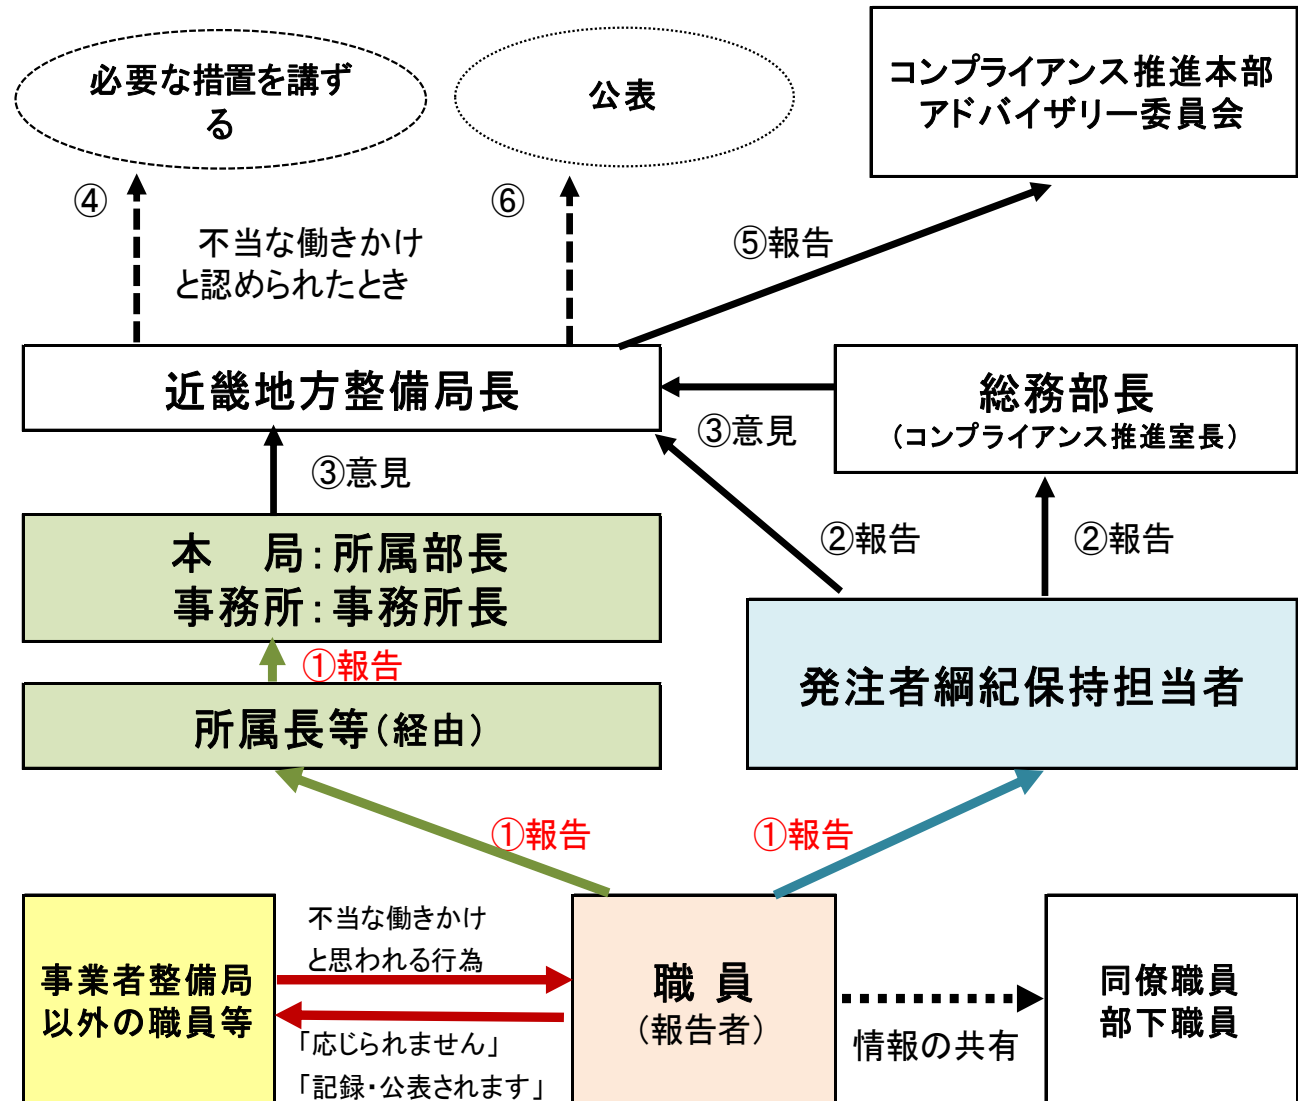 必要な措置を講ず
る
公表
コンプライアンス推進本部
アドバイザリー委員会
④
⑥
不当な働きかけ
と認められたとき
⑤報告
近畿地方整備局長
総務部長
（コンプライアンス推進室長）
③意見
③意見
本　局：所属部長
事務所：事務所長
②報告
②報告
①報告
発注者綱紀保持担当者
所属長等（経由）
①報告
①報告
事業者整備局
以外の職員等
不当な働きかけ
と思われる行為
「応じられません」
「記録・公表されます」
職 員
（報告者）
情報の共有
同僚職員
部下職員